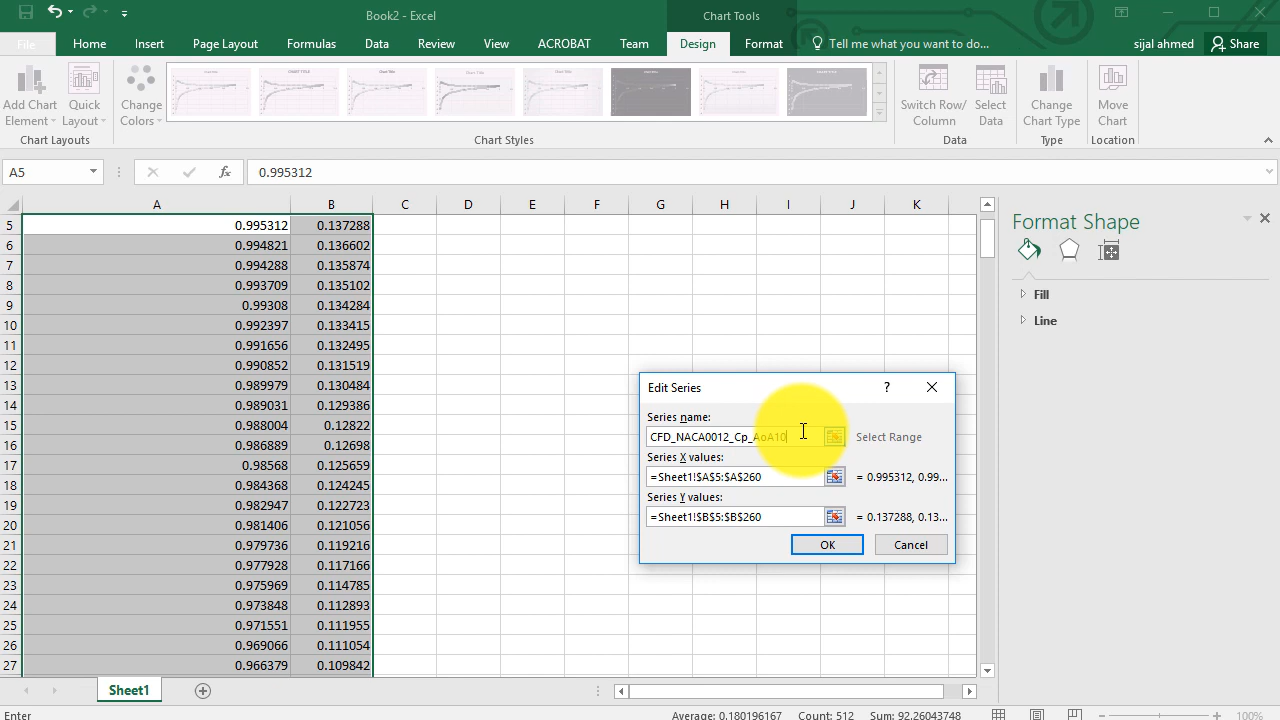 Book2 - Excel
Chart Tools
File Home Insert Page Layout Formulas Data Review View ACROBAT Team Design Format Tell me what you want to do... sijal ahmed Share
Add Chart Element
Quick Layout
Change Colors
Switch Row/ Column
Select Data
Change Chart Type
Move Chart
Chart Layouts
Chart Styles
Data
Type
Location
A5 fx 0.995312
A B C D E F G H I J K
5 0.995312 0.137288
6 0.994821 0.136602
7 0.994288 0.135874
8 0.993709 0.135102
9 0.99308 0.134284
10 0.992397 0.133415
11 0.991656 0.132495
12 0.990852 0.131519
13 0.989979 0.130484
14 0.989031 0.129386
15 0.988004 0.12822
16 0.986889 0.12698
17 0.98568 0.125659
18 0.984368 0.124245
19 0.982947 0.122723
20 0.981406 0.121056
21 0.979736 0.119216
22 0.977928 0.117166
23 0.975969 0.114785
24 0.973848 0.112893
25 0.971551 0.111955
26 0.969066 0.111054
27 0.966379 0.109842
Edit Series ?
Series name:
CFD_NACA0012_Cp_AoA10 Select Range
Series X values:
=Sheet1!$A$5:$A$260 = 0.995312, 0.99...
Series Y values:
=Sheet1!$B$5:$B$260 = 0.137288, 0.13...
OK Cancel
Format Shape
Fill
Line
Sheet1
Enter Average: 0.180196167 Count: 512 Sum: 92.26043748 100%